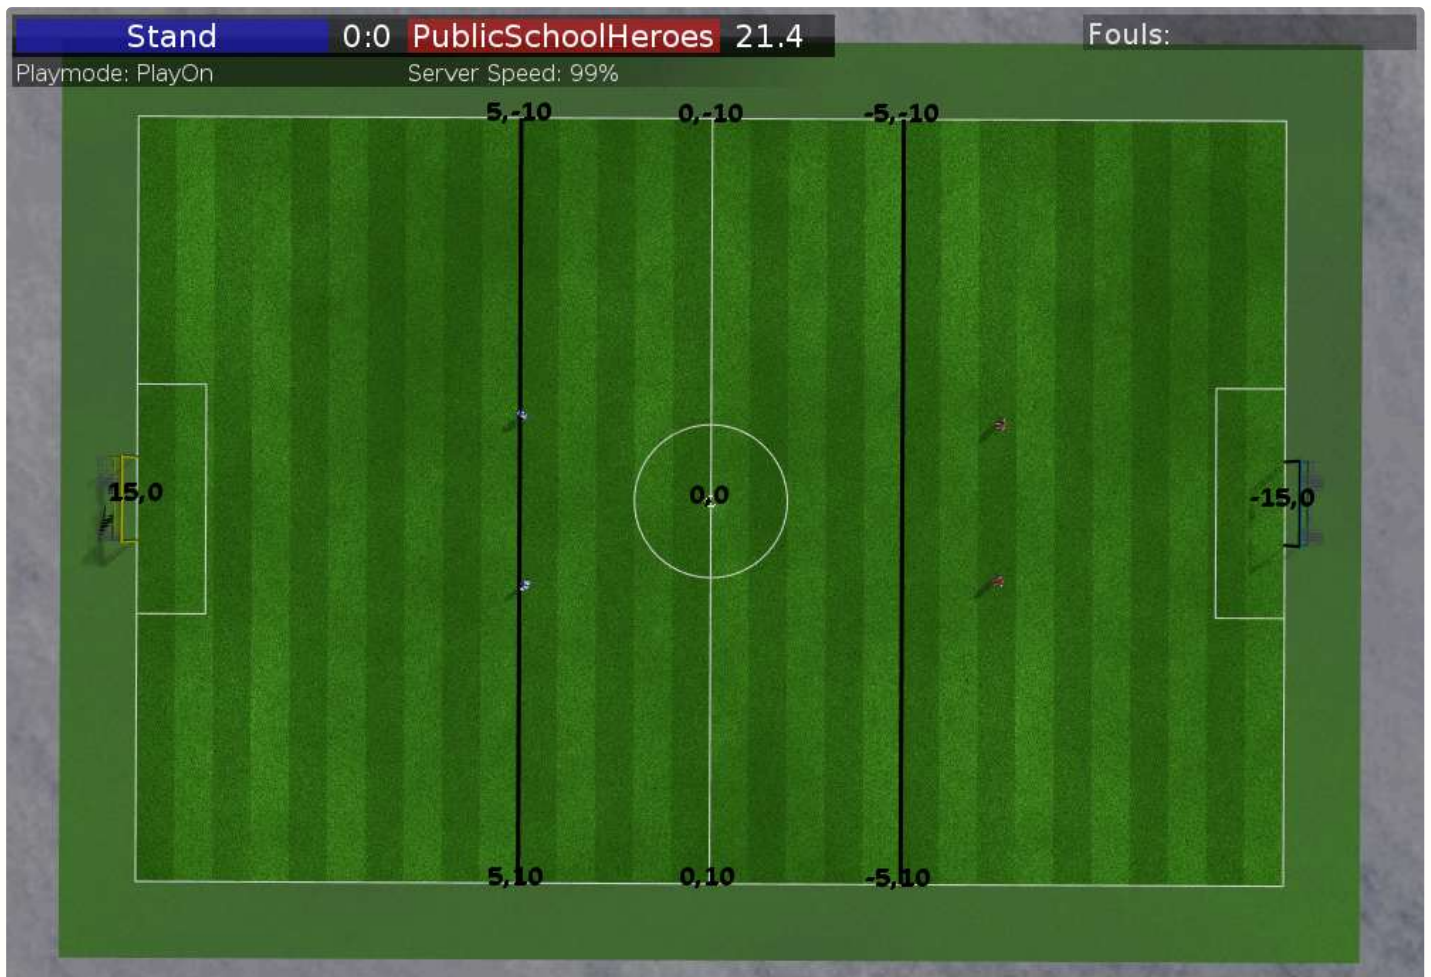 Stand 0:0 PublicSchoolHeroes 21.4 Fouls:
Playmode: PlayOn Server Speed: 99%
5,-10 0,-10 -5,-10
15,0 0,0 -15,0
5,10 0,10 -5,10